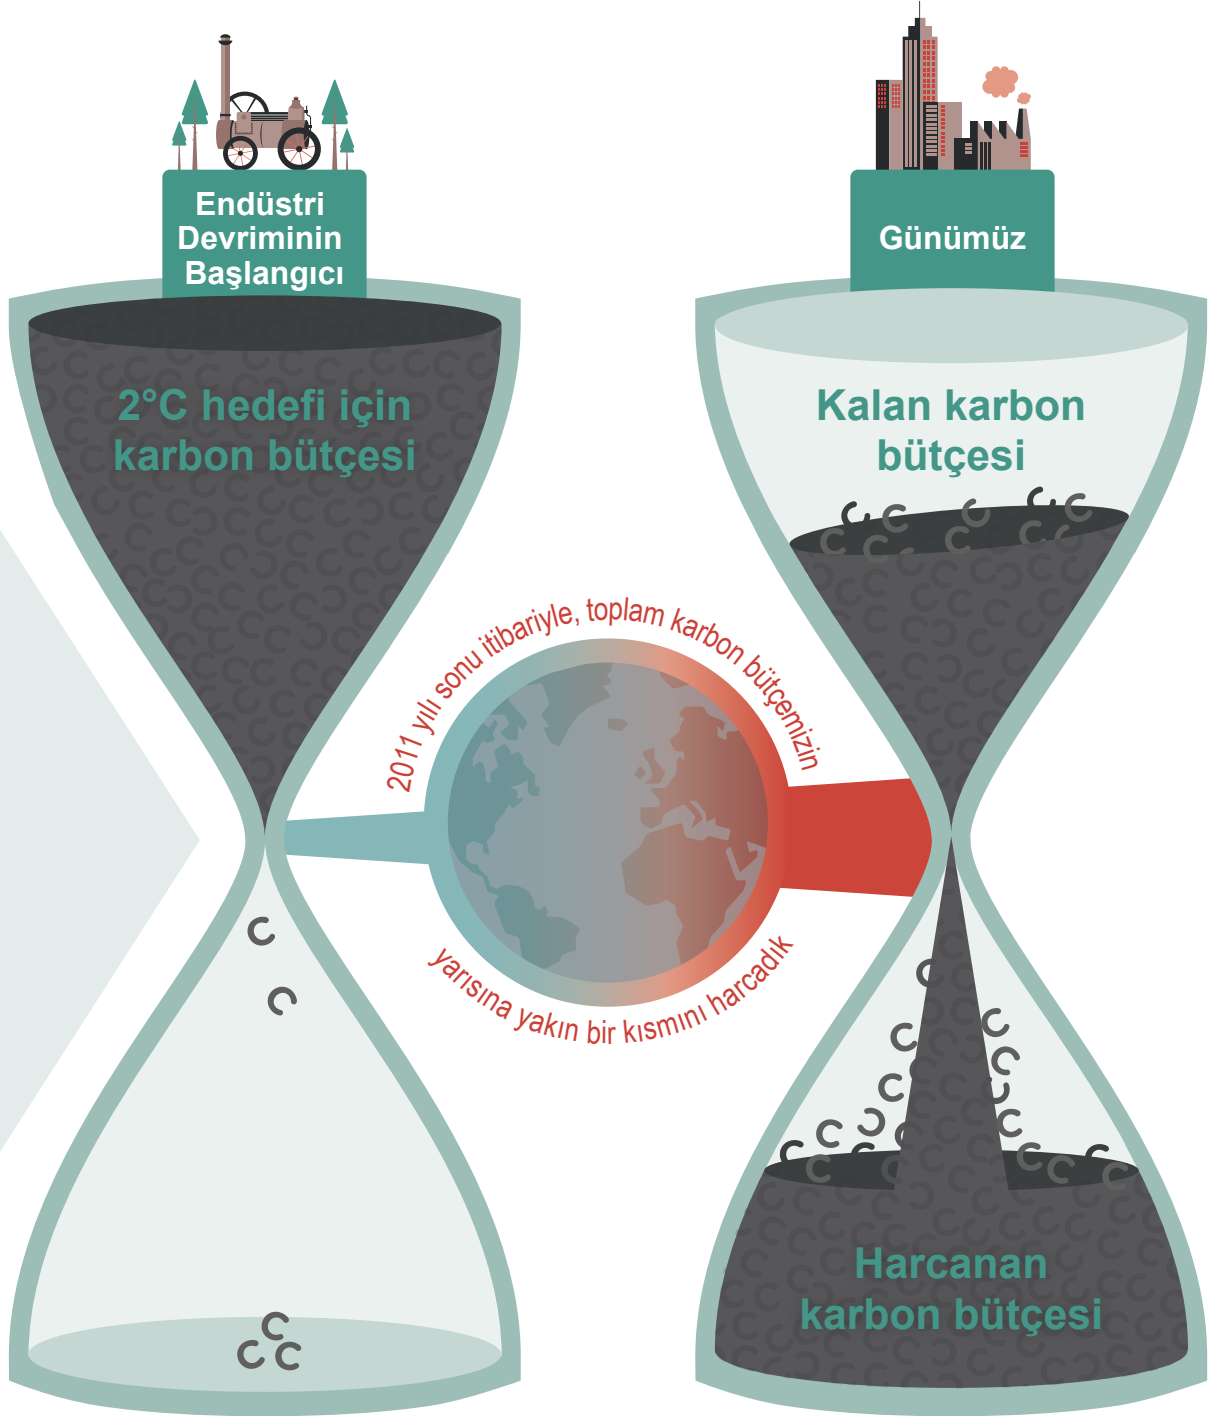 Endüstri
Devriminin
Başlangıcı
Günümüz
2°C hedefi için
karbon bütçesi
Kalan karbon
bütçesi
2011 yılı sonu itibariyle, toplam karbon bütçemizin
yarısına yakın bir kısmını harcadık
Harcanan
karbon bütçesi